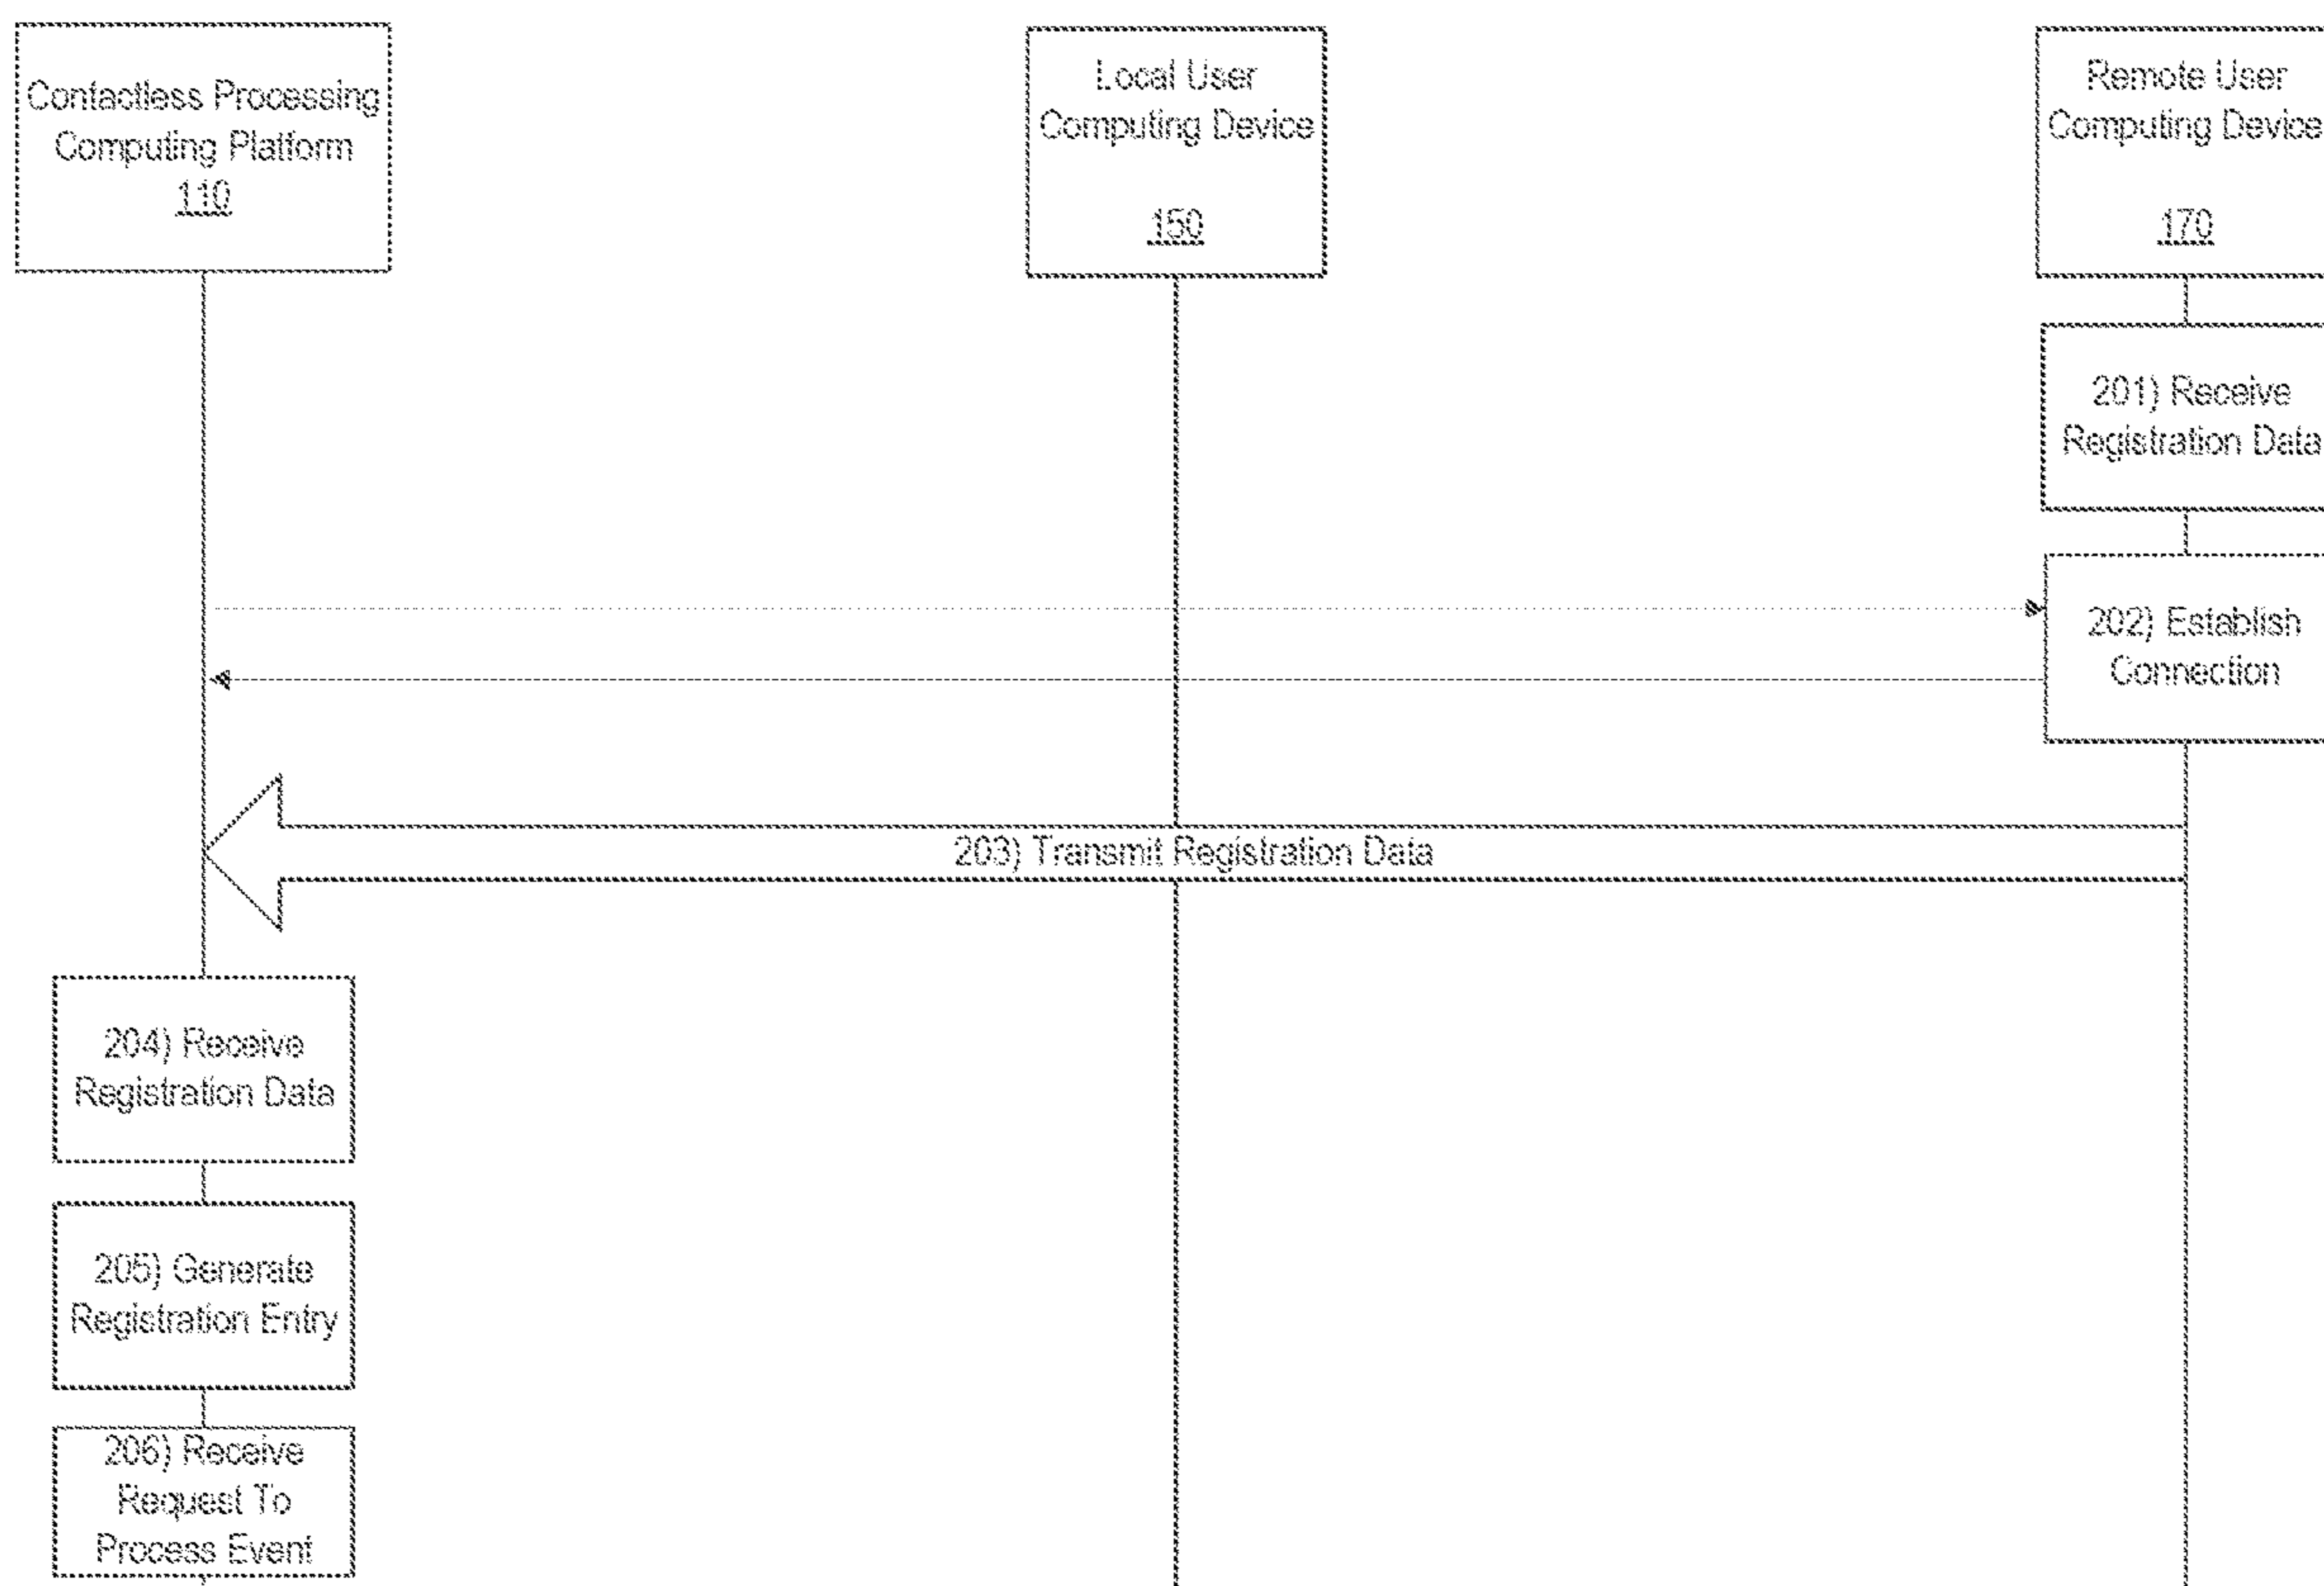 Contactless Processing
Computing Platform
110
Local User
Computing Device
150
Remote User
Computing Device
170
201) Receive
Registration Data
202) Establish
Connection
203) Transmit Registration Data
204) Receive
Registration Data
205) Generate
Registration Entry
206) Receive
Request To
Process Event